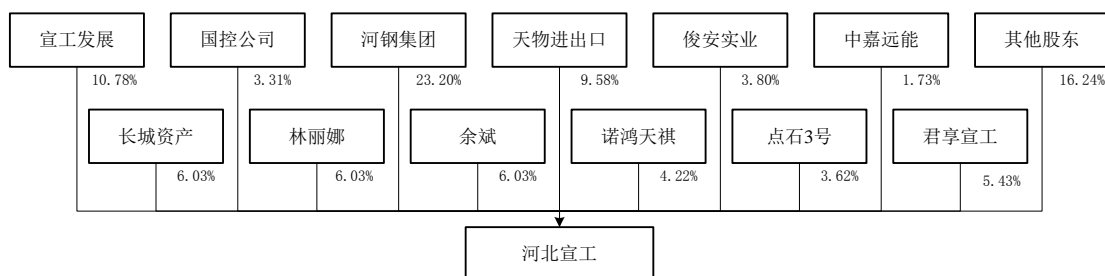 宣工发展 国控公司 河钢集团 天物进出口 俊安实业 中嘉远能 其他股东
10.78% 3.31% 23.20% 9.58% 3.80% 1.73% 16.24%
长城资产 林丽娜 余斌 诺鸿天祺 点石3号 君享宣工
6.03% 6.03% 6.03% 4.22% 3.62% 5.43%
河北宣工